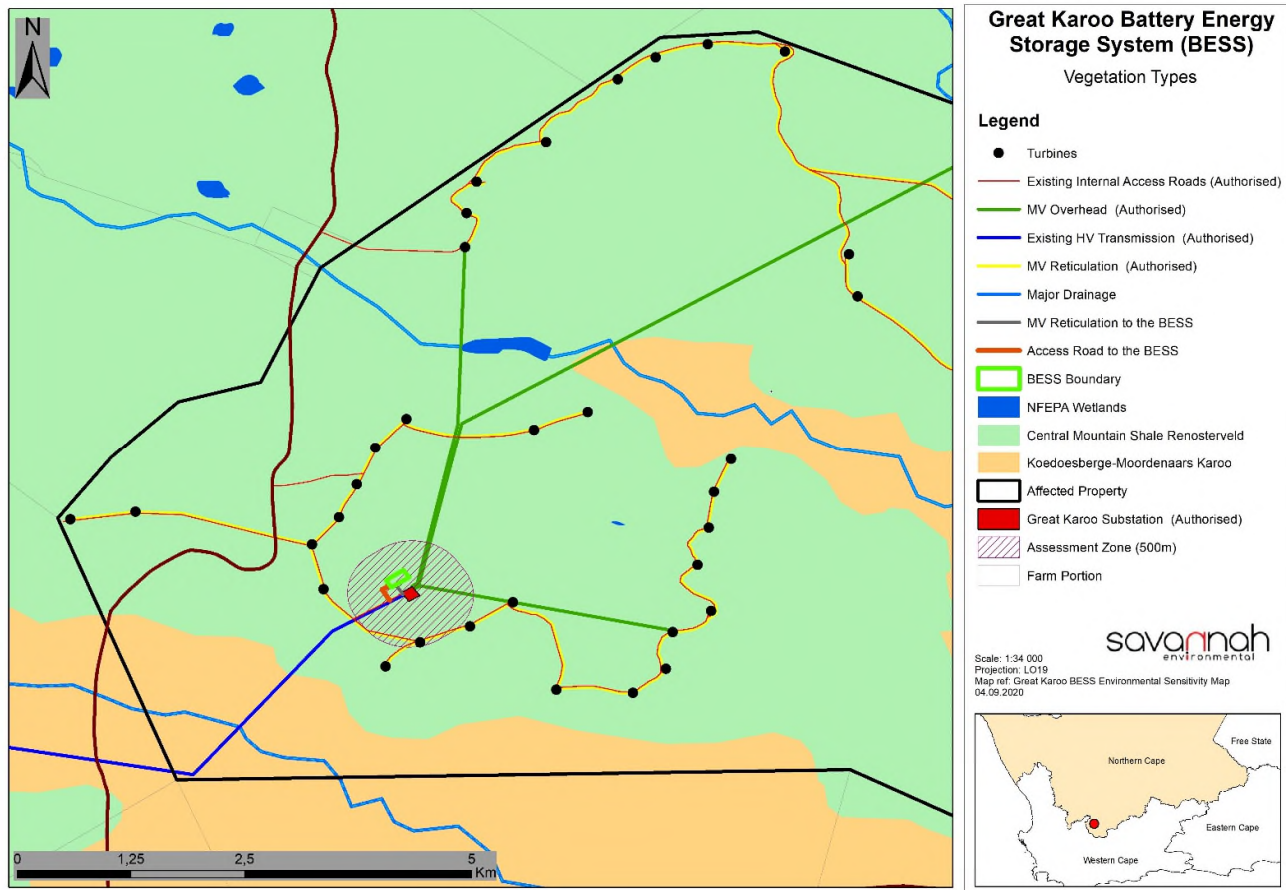 N
0
1,25
2,5
5
Km
Great Karoo Battery Energy
Storage System (BESS)
Vegetation Types
Legend
Turbines
Existing Internal Access Roads (Authorised)
MV Overhead (Authorised)
Existing HV Transmission (Authorised)
MV Reticulation (Authorised)
Major Drainage
MV Reticulation to the BESS
Access Road to the BESS
BESS Boundary
NFEPA Wetlands
Central Mountain Shale Renosterveld
Koedoesberge-Moordenaars Karoo
Affected Property
Great Karoo Substation (Authorised)
Assessment Zone (500m)
Farm Portion
savannah
environmental
Scale: 1:34 000
Projection: LO19
Map ref: Great Karoo BESS Environmental Sensitivity Map
04.09.2020
Free State
Northern Cape
Eastern Cape
Western Cape